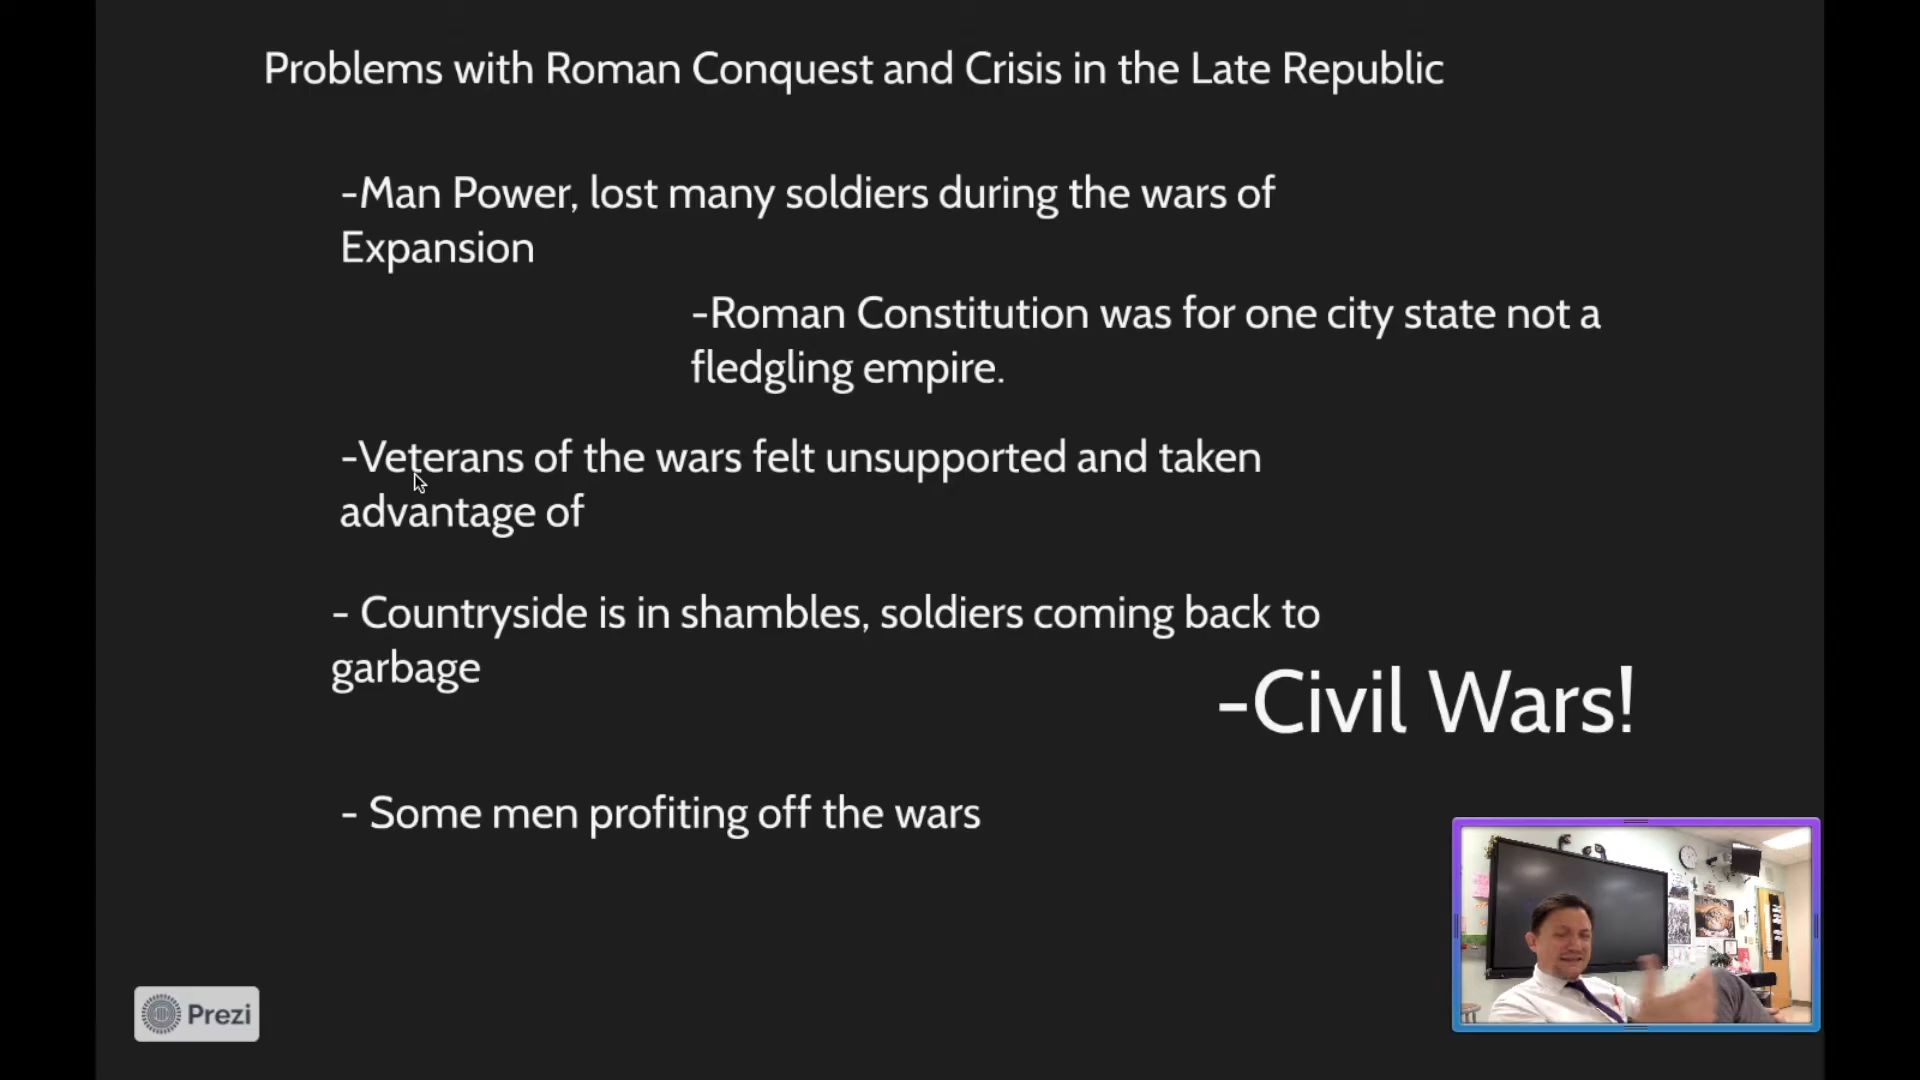 Problems with Roman Conquest and Crisis in the Late Republic
-Man Power, lost many soldiers during the wars of
Expansion
-Roman Constitution was for one city state not a
fledgling empire.
-Veterans of the wars felt unsupported and taken
advantage of
- Countryside is in shambles, soldiers coming back to
garbage
-Civil Wars!
- Some men profiting off the wars
Prezi